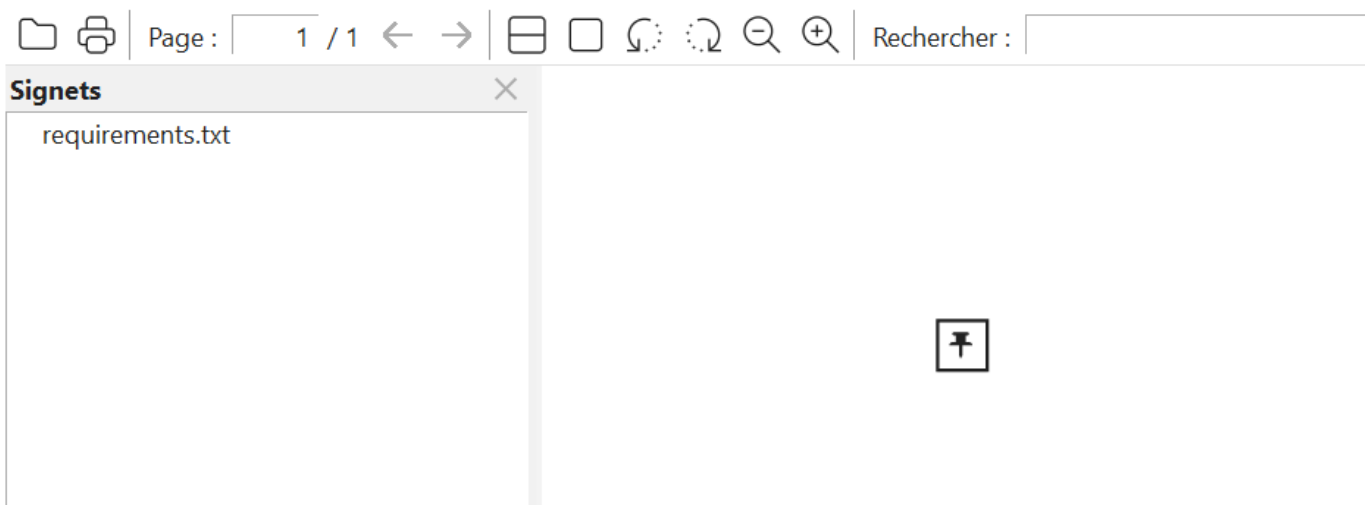 Page : 1 / 1 Rechercher :
Signets
requirements.txt